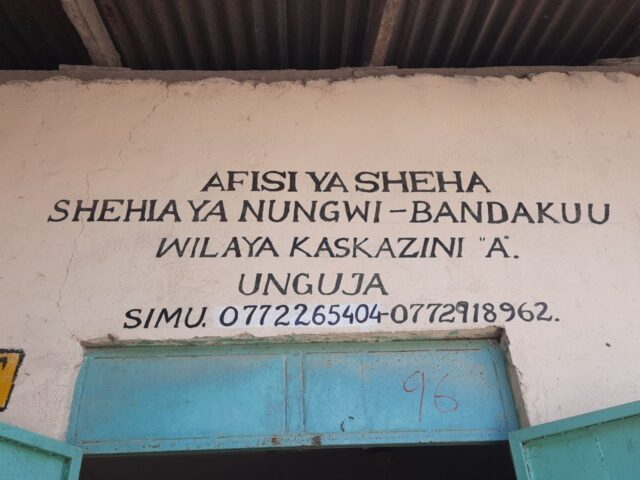 AFISI YA SHEHA
SHEHIA YA NUNGWI-BANDAKUU
WILAYA KASKAZINI "A".
UNGUJA
SIMU. 0772265404-0772918962.
96